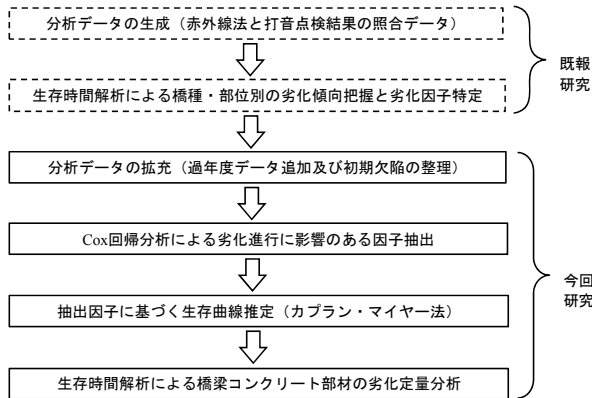 分析データの生成（赤外線法と打音点検結果の照合データ）
生存時間解析による橋種・部位別の劣化傾向把握と劣化因子特定
既報
研究
分析データの拡充（過年度データ追加及び初期欠陥の整理）
Cox回帰分析による劣化進行に影響のある因子抽出
抽出因子に基づく生存曲線推定（カプラン・マイヤー法）
生存時間解析による橋梁コンクリート部材の劣化定量分析
今回
研究